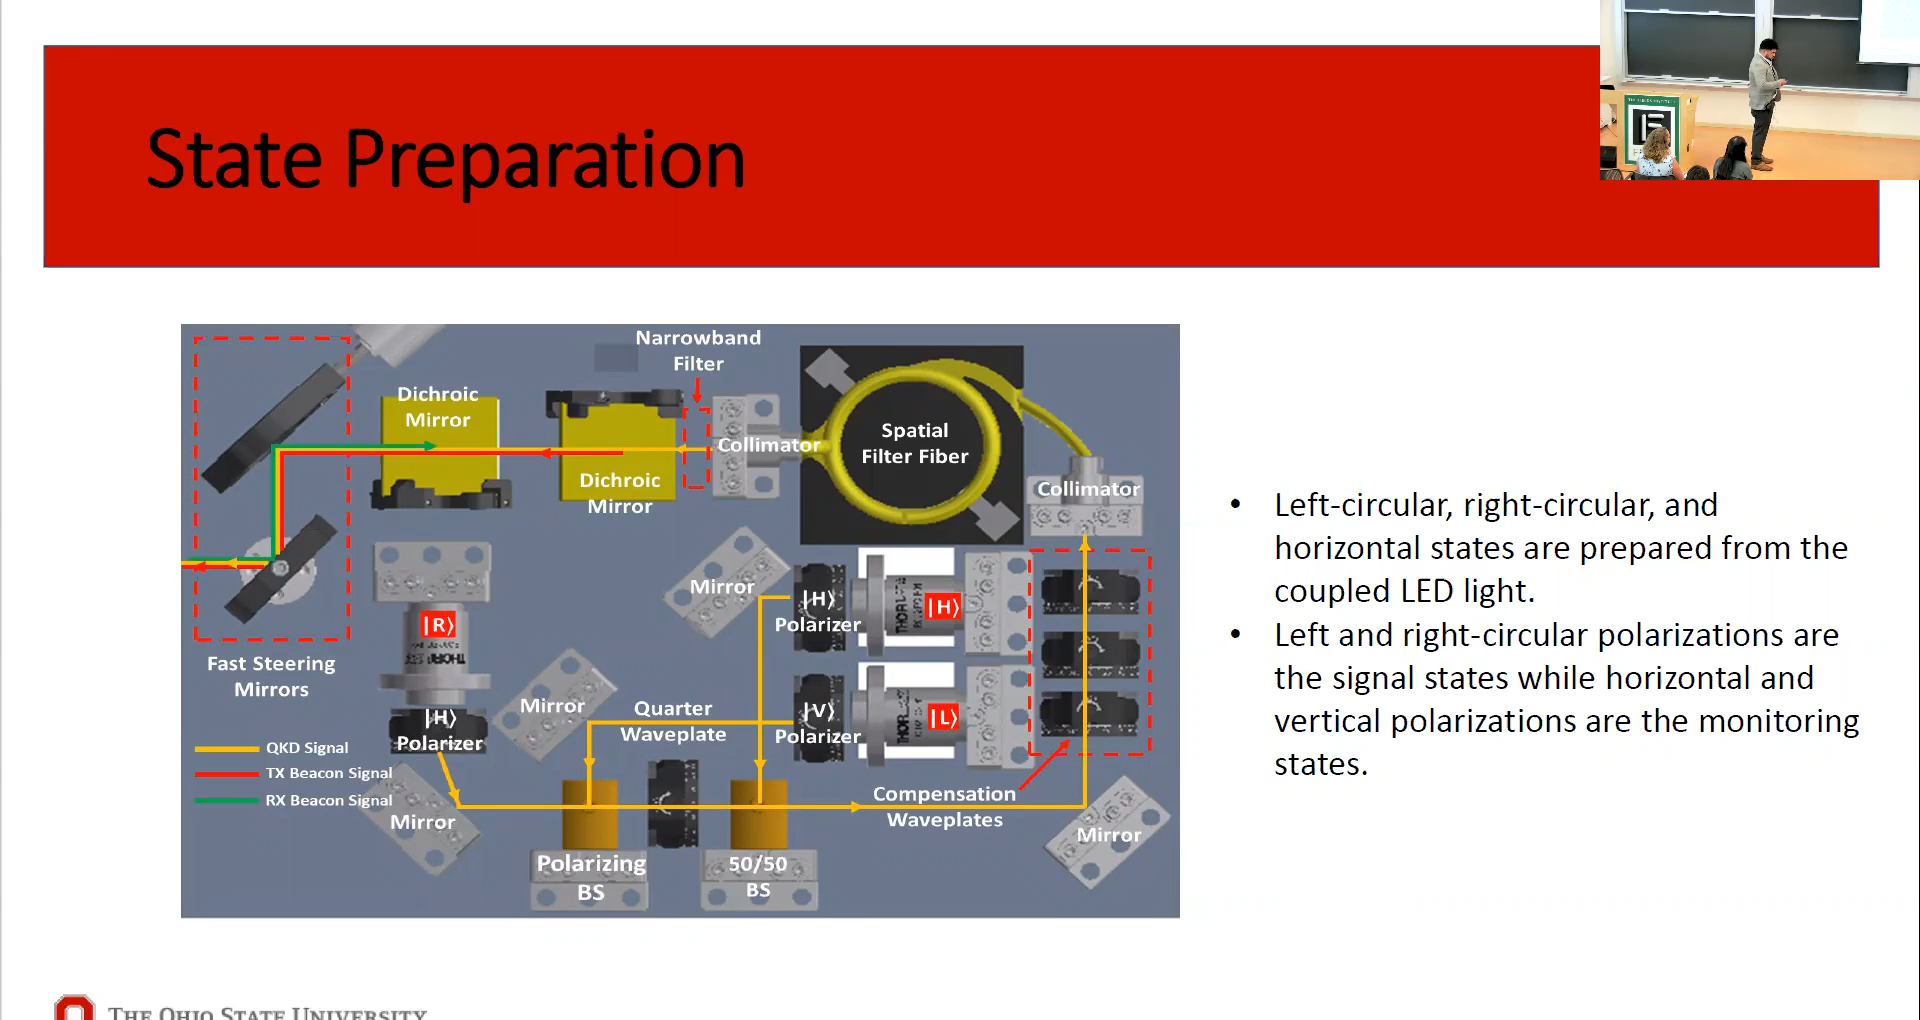 State Preparation
Narrowband
Filter
Dichroic
Mirror
Collimator
Spatial
Filter Fiber
Dichroic
Mirror
Collimator
Fast Steering
Mirrors
|R⟩
|H⟩
Polarizer
Mirror
Mirror
|H⟩
Polarizer
|H⟩
Quarter
Waveplate
|V⟩
Polarizer
|L⟩
QKD Signal
TX Beacon Signal
RX Beacon Signal
Mirror
Compensation
Waveplates
Mirror
Polarizing
BS
50/50
BS
• Left-circular, right-circular, and
horizontal states are prepared from the
coupled LED light.
• Left and right-circular polarizations are
the signal states while horizontal and
vertical polarizations are the monitoring
states.
THE OHIO STATE UNIVERSITY